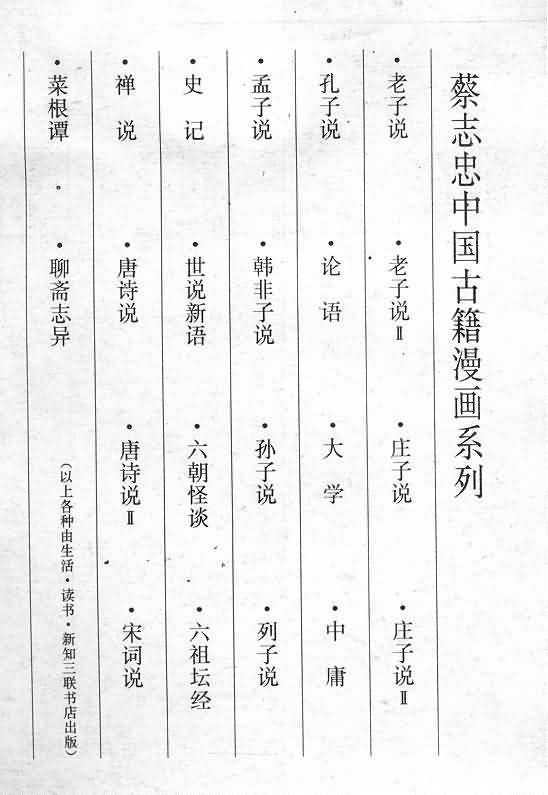 蔡志忠中国古籍漫画系列
•老子说 •老子说Ⅱ •庄子说 •庄子说Ⅱ
•孔子说 •论语 •大学 •中庸
•孟子说 •韩非子说 •孙子说 •列子说
•史记 •世说新语 •六朝怪谈 •六祖坛经
•禅说 •唐诗说 •唐诗说Ⅱ •宋词说
•菜根谭。 •聊斋志异 （以上各种由生活·读书·新知三联书店出版）